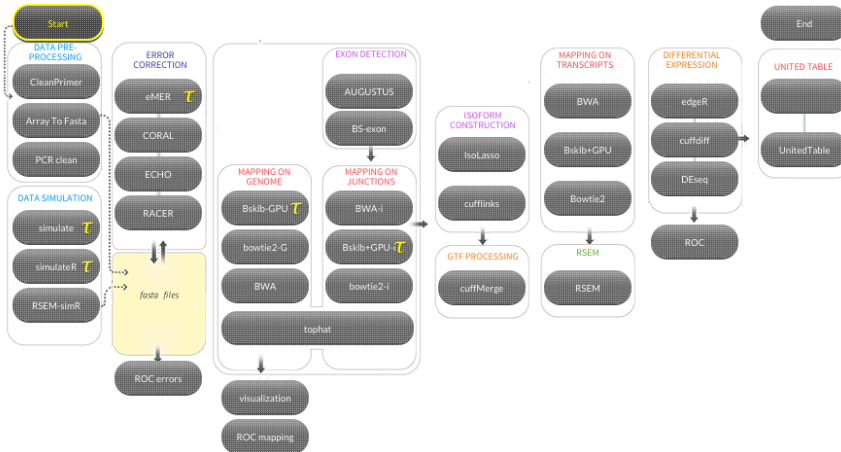 Start
End
DATA PRE-
PROCESSING
CleanPrimer
Array To Fasta
PCR clean
DATA SIMULATION
simulate τ
simulateR τ
RSEM-simR
ERROR
CORRECTION
eMER τ
CORAL
ECHO
RACER
fasta files
ROC errors
EXON DETECTION
AUGUSTUS
BS-exon
MAPPING ON
GENOME
Bsklb-GPU τ
bowtie2-G
BWA
MAPPING ON
JUNCTIONS
BWA-i
Bsklb+GPU-i τ
bowtie2-i
tophat
visualization
ROC mapping
ISOFORM
CONSTRUCTION
IsoLasso
cufflinks
GTF PROCESSING
cuffMerge
MAPPING ON
TRANSCRIPTS
BWA
Bsklb+GPU
Bowtie2
RSEM
RSEM
DIFFERENTIAL
EXPRESSION
edgeR
cuffdiff
DEseq
ROC
UNITED TABLE
UnitedTable